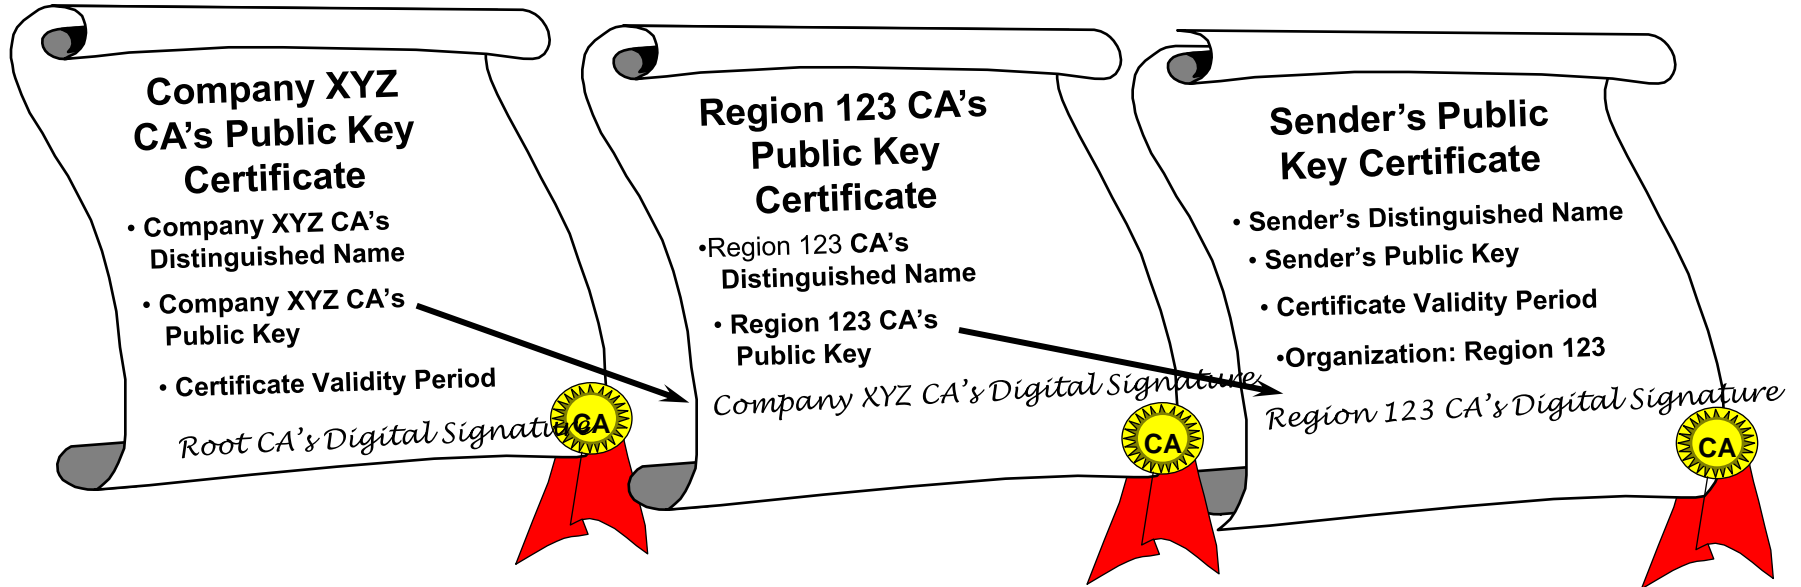 Company XYZ
CA’s Public Key
Certificate
• Company XYZ CA’s
Distinguished Name
• Company XYZ CA’s
Public Key
• Certificate Validity Period
Root CA’s Digital Signature
CA
Region 123 CA’s
Public Key
Certificate
•Region 123 CA’s
Distinguished Name
• Region 123 CA’s
Public Key
Company XYZ CA’s Digital Signature
CA
Sender’s Public
Key Certificate
• Sender’s Distinguished Name
• Sender’s Public Key
• Certificate Validity Period
•Organization: Region 123
Region 123 CA’s Digital Signature
CA